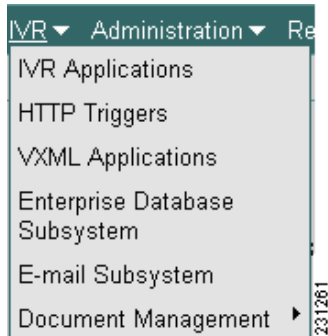 IVR Administration Re
IVR Applications
HTTP Triggers
VXML Applications
Enterprise Database
Subsystem
E-mail Subsystem
Document Management
231261